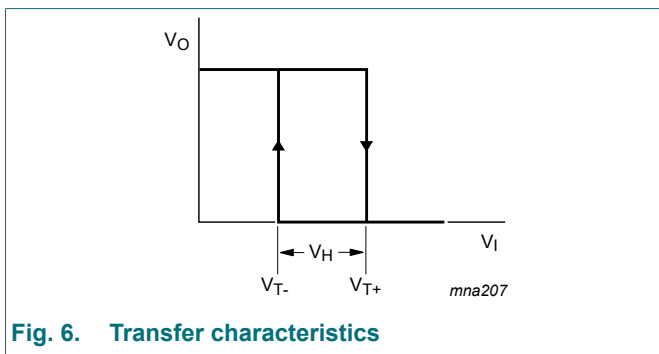 VO
VH
VI
VT-
VT+
mna207
Fig. 6. Transfer characteristics